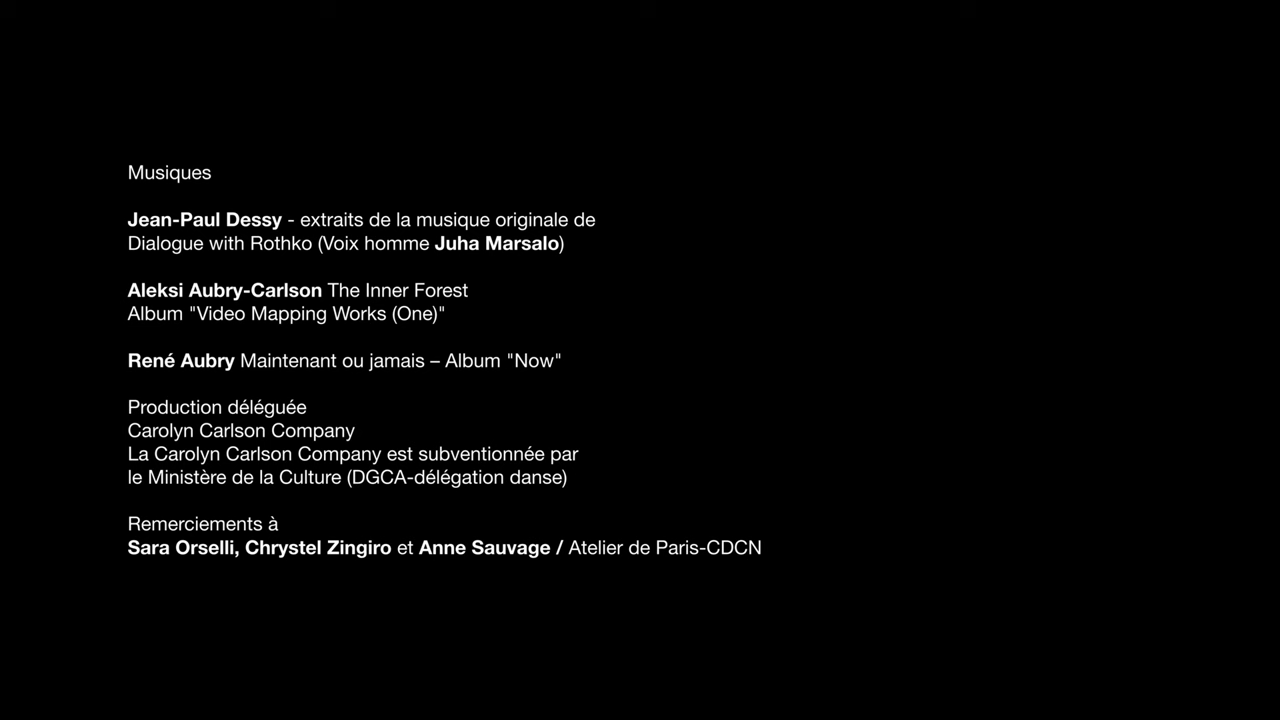 Musiques
Jean-Paul Dessy - extraits de la musique originale de
Dialogue with Rothko (Voix homme Juha Marsalo)
Aleksi Aubry-Carlson The Inner Forest
Album "Video Mapping Works (One)"
René Aubry Maintenant ou jamais – Album "Now"
Production déléguée
Carolyn Carlson Company
La Carolyn Carlson Company est subventionnée par
le Ministère de la Culture (DGCA-délégation danse)
Remerciements à
Sara Orselli, Chrystel Zingiro et Anne Sauvage / Atelier de Paris-CDCN